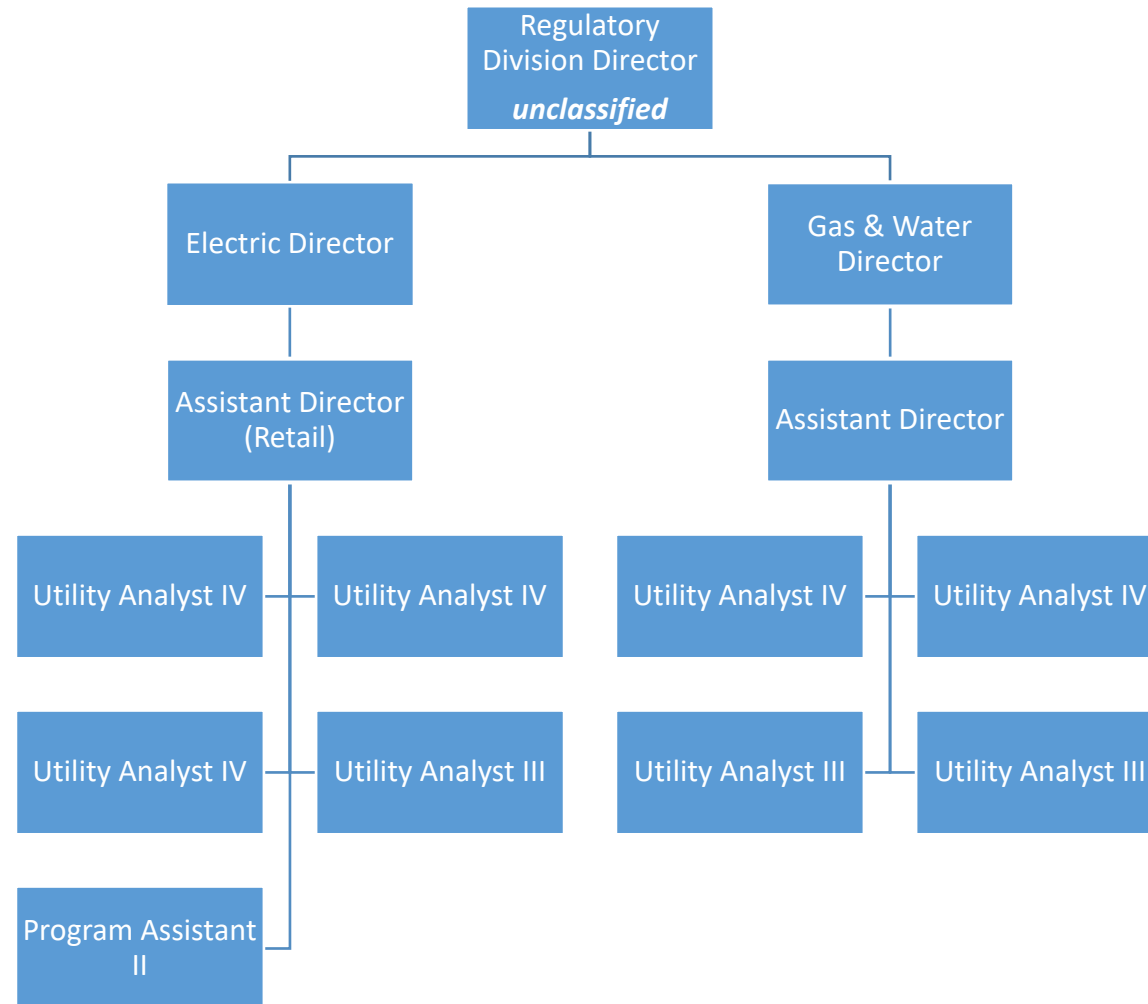 Regulatory
Division Director
unclassified
Electric Director
Gas & Water
Director
Assistant Director
(Retail)
Assistant Director
Utility Analyst IV
Utility Analyst IV
Utility Analyst IV
Utility Analyst IV
Utility Analyst IV
Utility Analyst III
Utility Analyst III
Utility Analyst III
Program Assistant
II